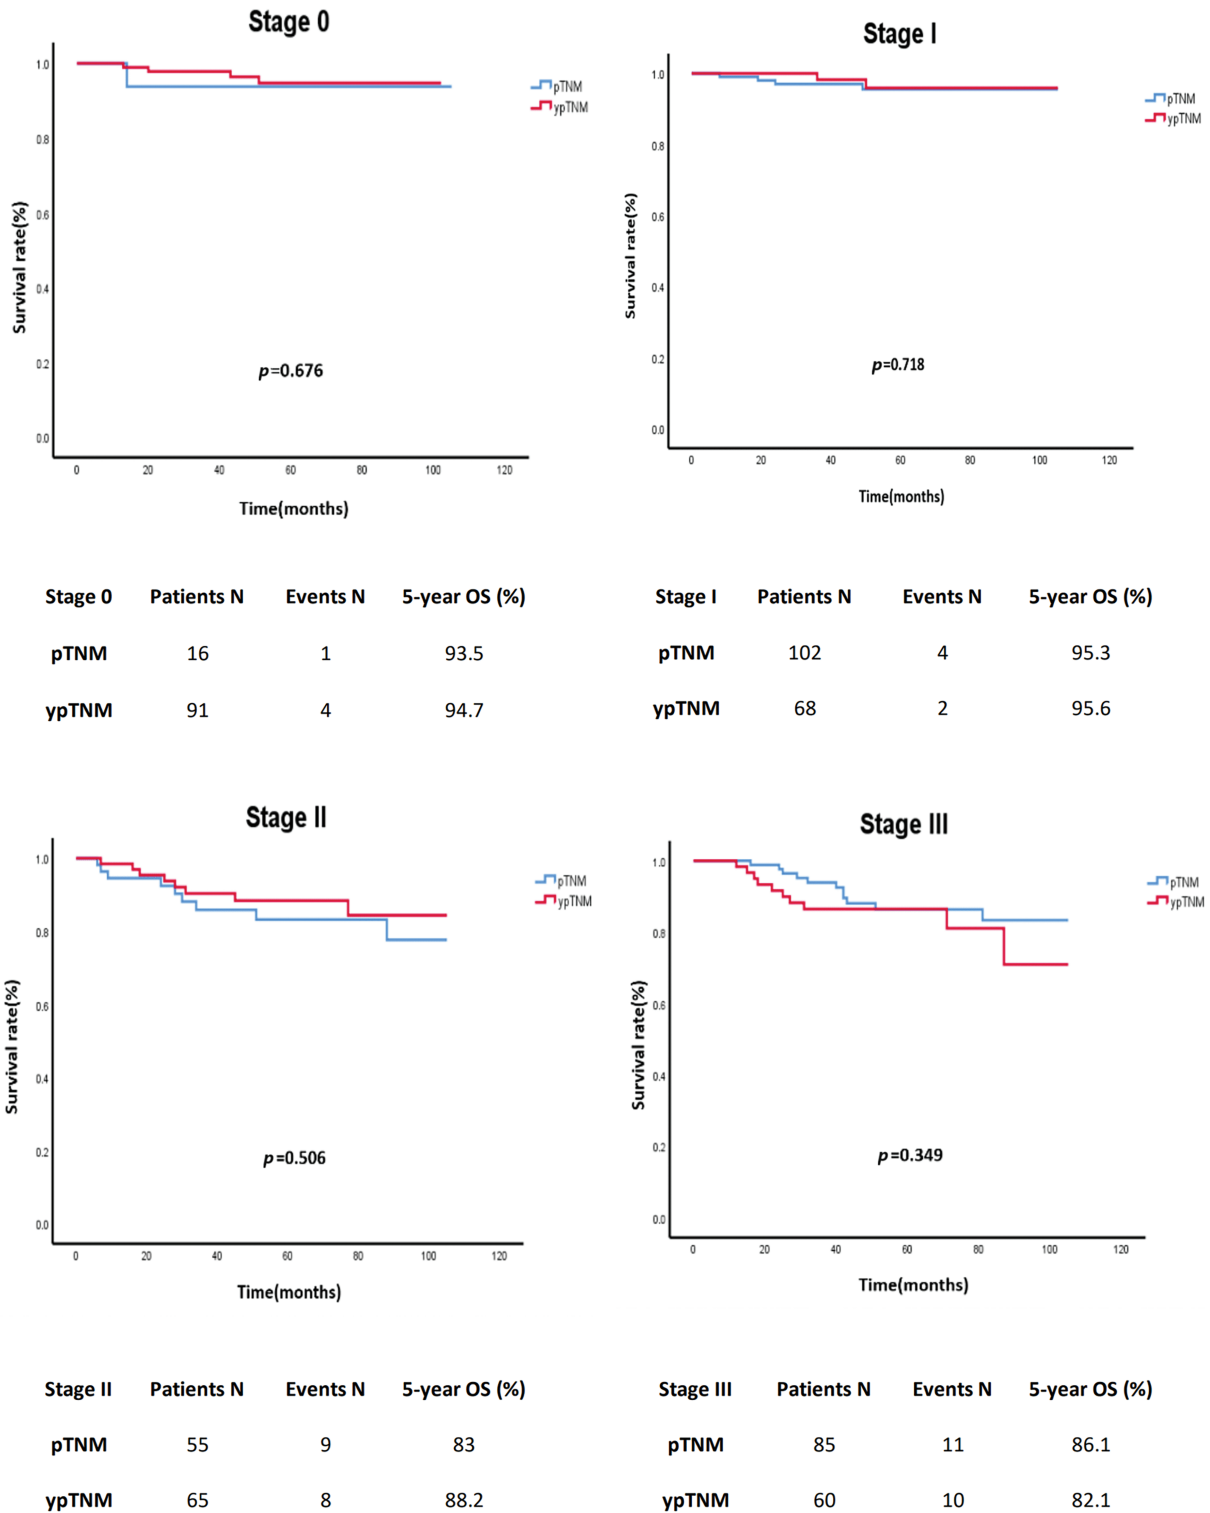 Stage 0
1.0
0.8
0.6
0.4
0.2
0.0
Survival rate(%)
pTNM
ypTNM
p=0.676
0 20 40 60 80 100 120
Time(months)
Stage I
1.0
0.8
0.6
0.4
0.2
0.0
Survival rate(%)
pTNM
ypTNM
p=0.718
0 20 40 60 80 100 120
Time(months)
Stage 0 Patients N Events N 5-year OS (%)
pTNM 16 1 93.5
ypTNM 91 4 94.7
Stage I Patients N Events N 5-year OS (%)
pTNM 102 4 95.3
ypTNM 68 2 95.6
Stage II
1.0
0.8
0.6
0.4
0.2
0.0
Survival rate(%)
pTNM
ypTNM
p=0.506
0 20 40 60 80 100 120
Time(months)
Stage III
1.0
0.8
0.6
0.4
0.2
0.0
Survival rate(%)
pTNM
ypTNM
p=0.349
0 20 40 60 80 100 120
Time(months)
Stage II Patients N Events N 5-year OS (%)
pTNM 55 9 83
ypTNM 65 8 88.2
Stage III Patients N Events N 5-year OS (%)
pTNM 85 11 86.1
ypTNM 60 10 82.1